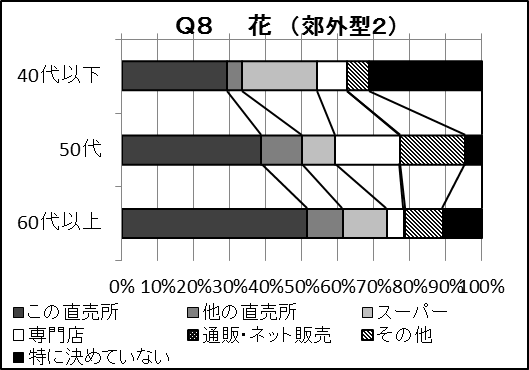 Q8 花 (郊外型2)
40代以下
50代
60代以上
0% 10% 20% 30% 40% 50% 60% 70% 80% 90% 100%
この直売所 他の直売所 スーパー
専門店 通販・ネット販売 その他
特に決めていない